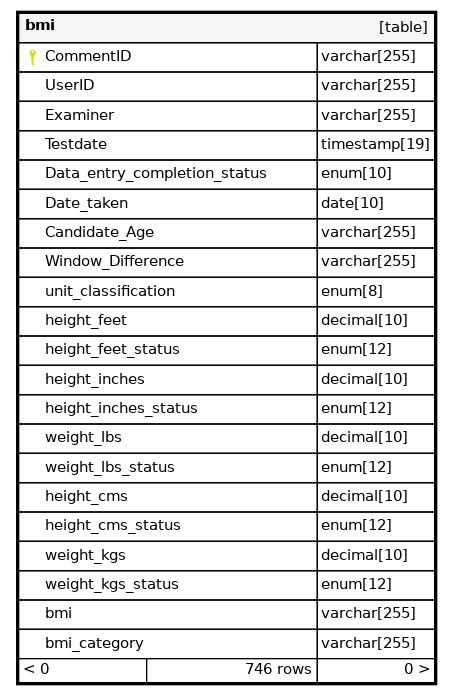 bmi [table]
CommentID varchar[255]
UserID varchar[255]
Examiner varchar[255]
Testdate timestamp[19]
Data_entry_completion_status enum[10]
Date_taken date[10]
Candidate_Age varchar[255]
Window_Difference varchar[255]
unit_classification enum[8]
height_feet decimal[10]
height_feet_status enum[12]
height_inches decimal[10]
height_inches_status enum[12]
weight_lbs decimal[10]
weight_lbs_status enum[12]
height_cms decimal[10]
height_cms_status enum[12]
weight_kgs decimal[10]
weight_kgs_status enum[12]
bmi varchar[255]
bmi_category varchar[255]
< 0 746 rows 0 >